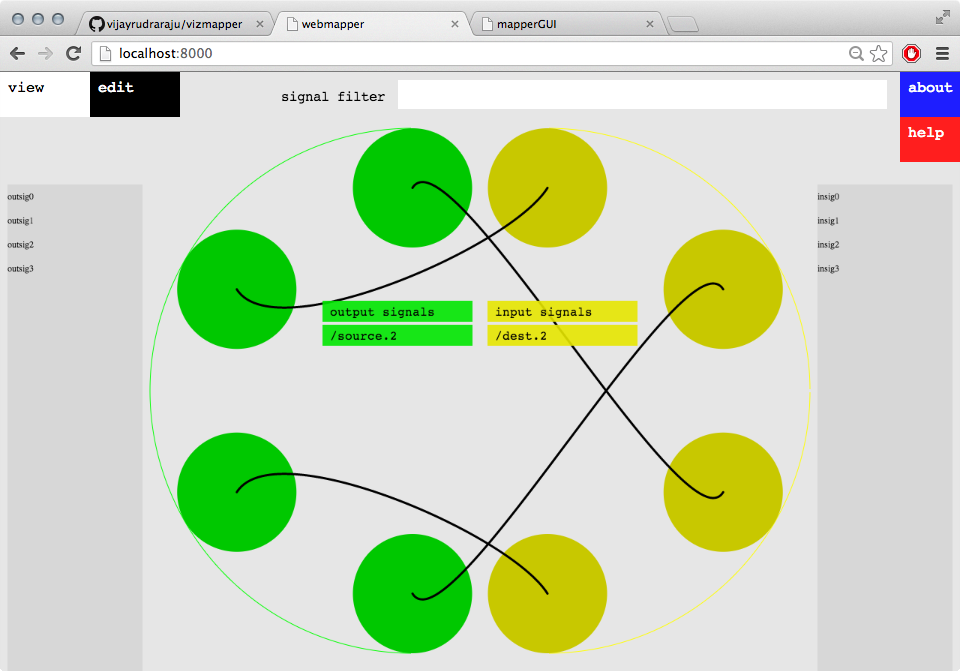 vijayrudraraju/vizmapper
webmapper
mapperGUI
localhost:8000
view
edit
signal filter
about
help
outsig0
outsig1
outsig2
outsig3
output signals
/source.2
input signals
/dest.2
insig0
insig1
insig2
insig3